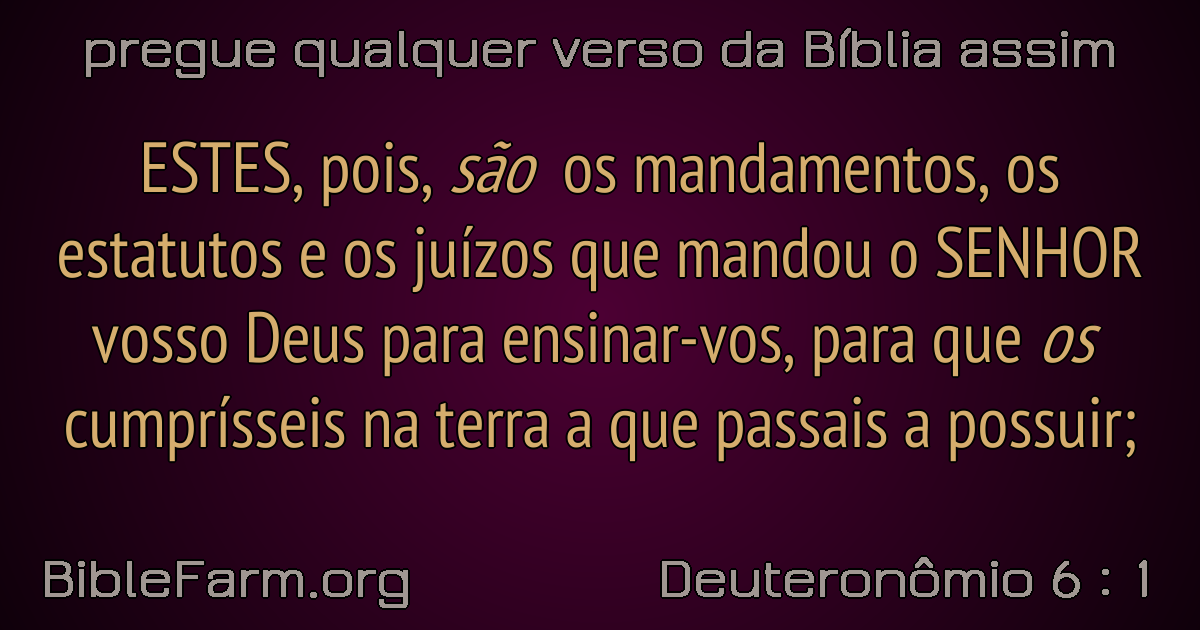 pregue qualquer verso da Bíblia assim
ESTES, pois, são os mandamentos, os
estatutos e os juízos que mandou o SENHOR
vosso Deus para ensinar-vos, para que os
cumprísseis na terra a que passais a possuir;
BibleFarm.org
Deuteronômio 6 : 1